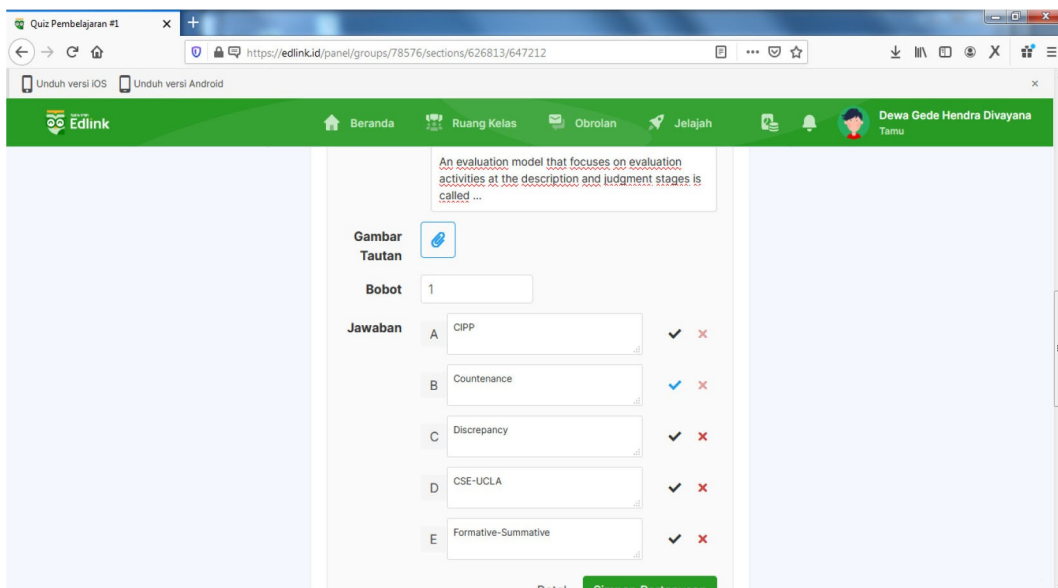 Quiz Pembelajaran #1
https://edlink.id/panel/groups/78576/sections/626813/647212
Unduh versi iOS Unduh versi Android
Edlink Beranda Ruang Kelas Obrolan Jelajah Dewa Gede Hendra Divayana
Tamu
An evaluation model that focuses on evaluation
activities at the description and judgment stages is
called ...
Gambar
Tautan
Bobot 1
Jawaban A CIPP
B Countenance
C Discrepancy
D CSE-UCLA
E Formative-Summative